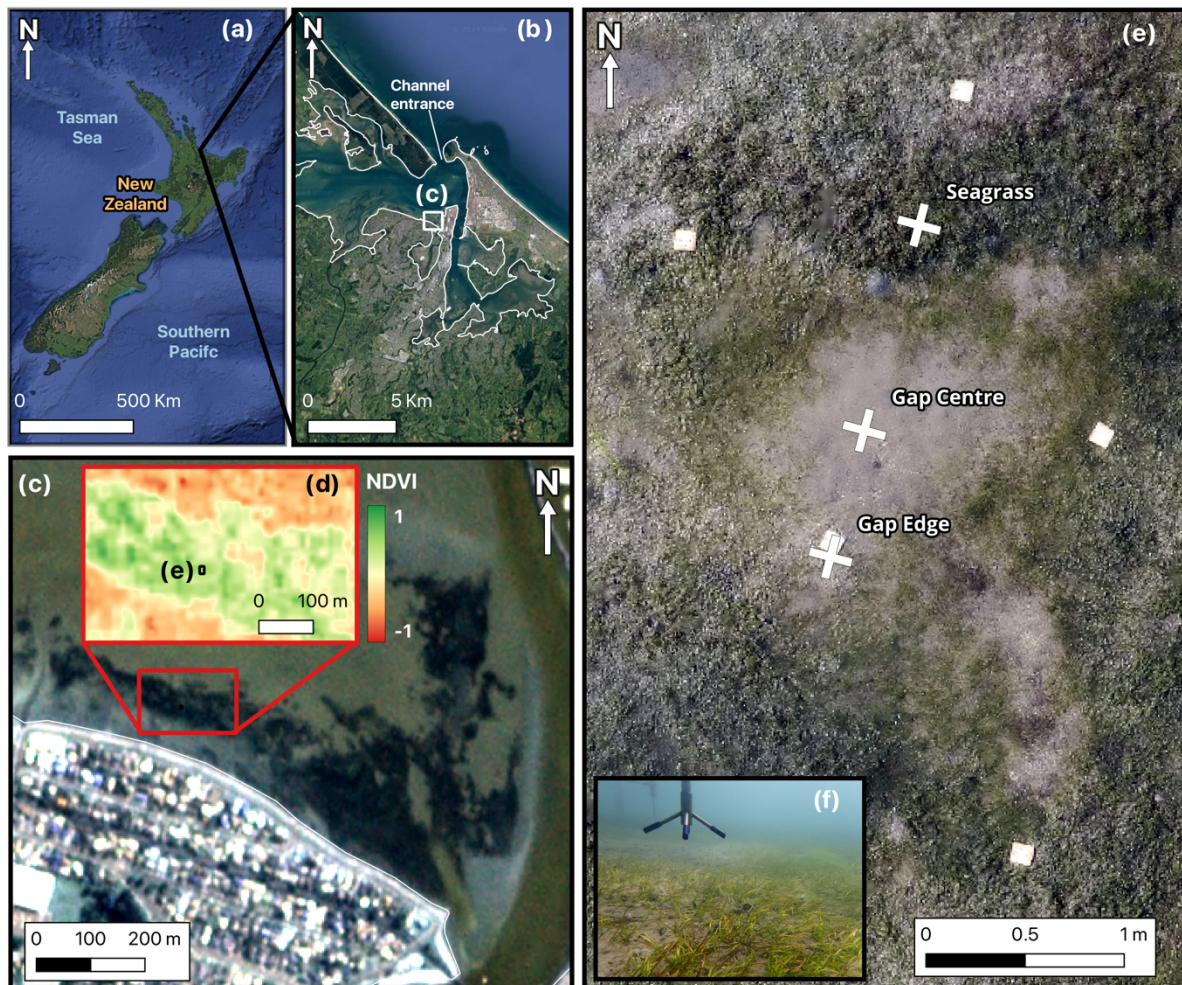 N
(a)
Tasman
Sea
New
Zealand
Southern
Pacifc
0 500 Km
N
(b)
Channel
entrance
(c)
0 5 Km
(c)
(d)
NDVI
1
-1
N
(e)
0 100 m
0 100 200 m
N
(e)
Seagrass
Gap Centre
Gap Edge
(f)
0 0.5 1 m